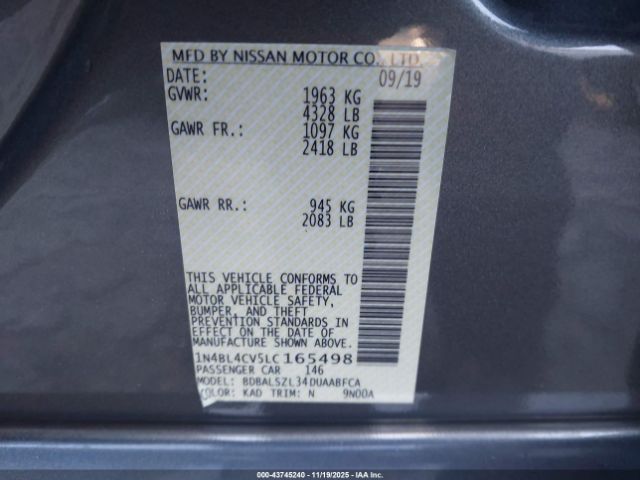 MFD BY NISSAN MOTOR CO., LTD.
DATE: 09/19
GVWR: 1963 KG
4328 LB
GAWR FR.: 1097 KG
2418 LB
GAWR RR.: 945 KG
2083 LB
THIS VEHICLE CONFORMS TO
ALL APPLICABLE FEDERAL
MOTOR VEHICLE SAFETY,
BUMPER, AND THEFT
PREVENTION STANDARDS IN
EFFECT ON THE DATE OF
MANUFACTURE SHOWN ABOVE.
1N4BL4CV5LC165498
PASSENGER CAR 146
MODEL: BDBALSZL34DUAABFCA
COLOR: KAD TRIM: N 9N00A
000-43745240 - 11/19/2025 - IAA Inc.